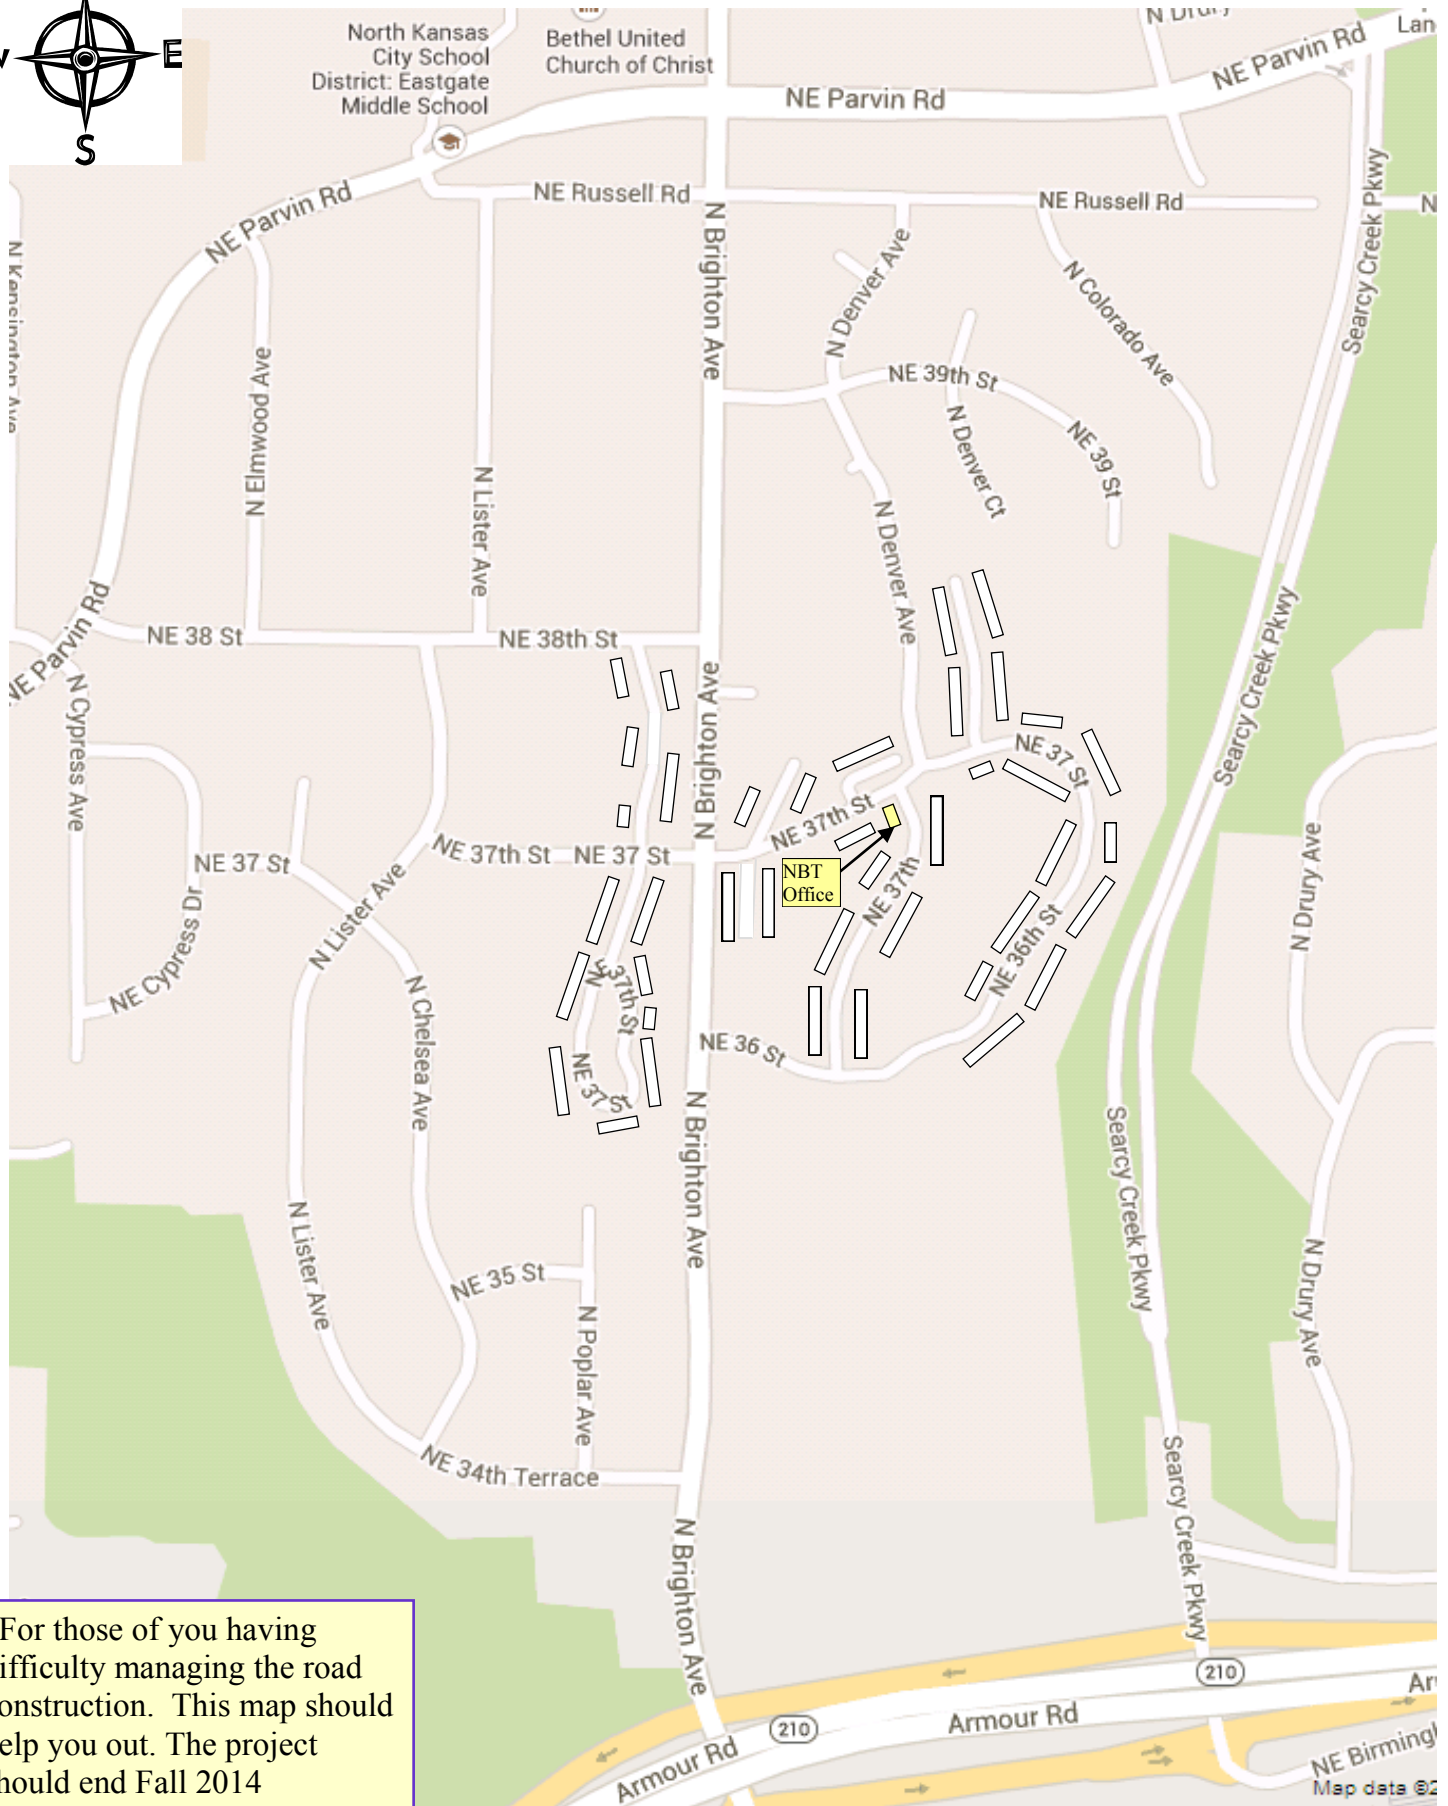 E
S
North Kansas
City School
District: Eastgate
Middle School
Bethel United
Church of Christ
NE Parvin Rd
NE Parvin Rd
NE Parvin Rd
NE Parvin Rd
NE Russell Rd
NE Russell Rd
N Kensington Ave
N Elmwood Ave
N Lister Ave
N Brighton Ave
N Denver Ave
N Colorado Ave
Searcy Creek Pkwy
NE 39th St
NE 39 St
N Denver Ct
N Denver Ave
NE 38 St
NE 38th St
N Cypress Ave
N Brighton Ave
Searcy Creek Pkwy
NE 37 St
NE 37th St
NE 37th St
NE 37 St
NE 37 St
NBT
Office
NE 37th
N Lister Ave
NE Cypress Dr
N Drury Ave
NE 36th St
NE 37th St
N Chelsea Ave
NE 36 St
NE 37 St
N Brighton Ave
Searcy Creek Pkwy
N Lister Ave
NE 35 St
N Poplar Ave
N Drury Ave
NE 34th Terrace
Searcy Creek Pkwy
N Brighton Ave
For those of you having
ifficulty managing the road
onstruction. This map should
elp you out. The project
hould end Fall 2014
210
210
Armour Rd
Armour Rd
Map data ©2